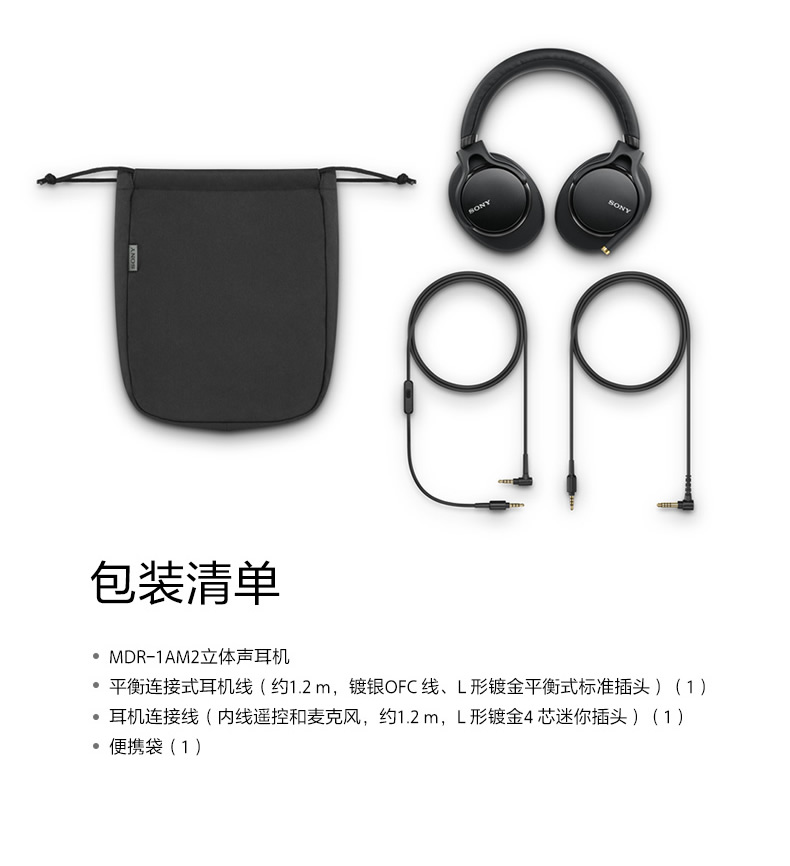 SONY
SONY
SONY
包装清单
• MDR-1AM2立体声耳机
• 平衡连接式耳机线（约1.2 m，镀银OFC 线、L 形镀金平衡式标准插头）（1）
• 耳机连接线（内线遥控和麦克风，约1.2 m，L 形镀金4 芯迷你插头）（1）
• 便携袋（1）